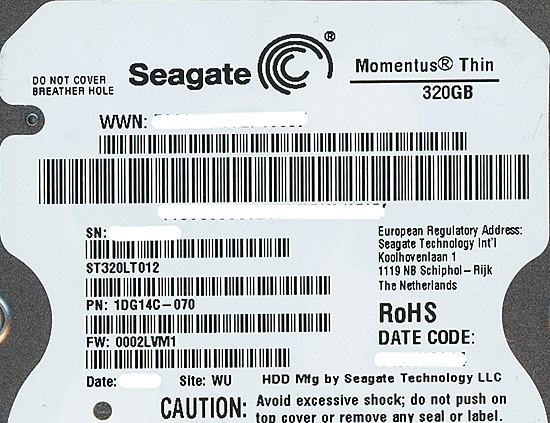 DO NOT COVER
BREATHER HOLE
Seagate ®
Momentus® Thin
320GB
WWN:
SN:
ST320LT012
PN: 1DG14C-070
FW: 0002LVM1
Date: Site: WU HDD Mfg by Seagate Technology LLC
European Regulatory Address:
Seagate Technology Int'l
Koolhovenlaan 1
1119 NB Schiphol-Rijk
The Netherlands
RoHS
DATE CODE:
CAUTION: Avoid excessive shock; do not push on
top cover or remove any seal or label.